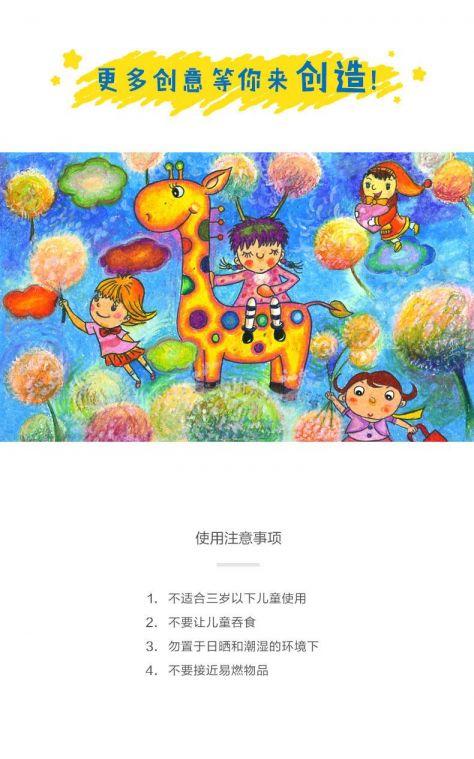 更多创意等你来创造!
使用注意事项
1. 不适合三岁以下儿童使用
2. 不要让儿童吞食
3. 勿置于日晒和潮湿的环境下
4. 不要接近易燃物品